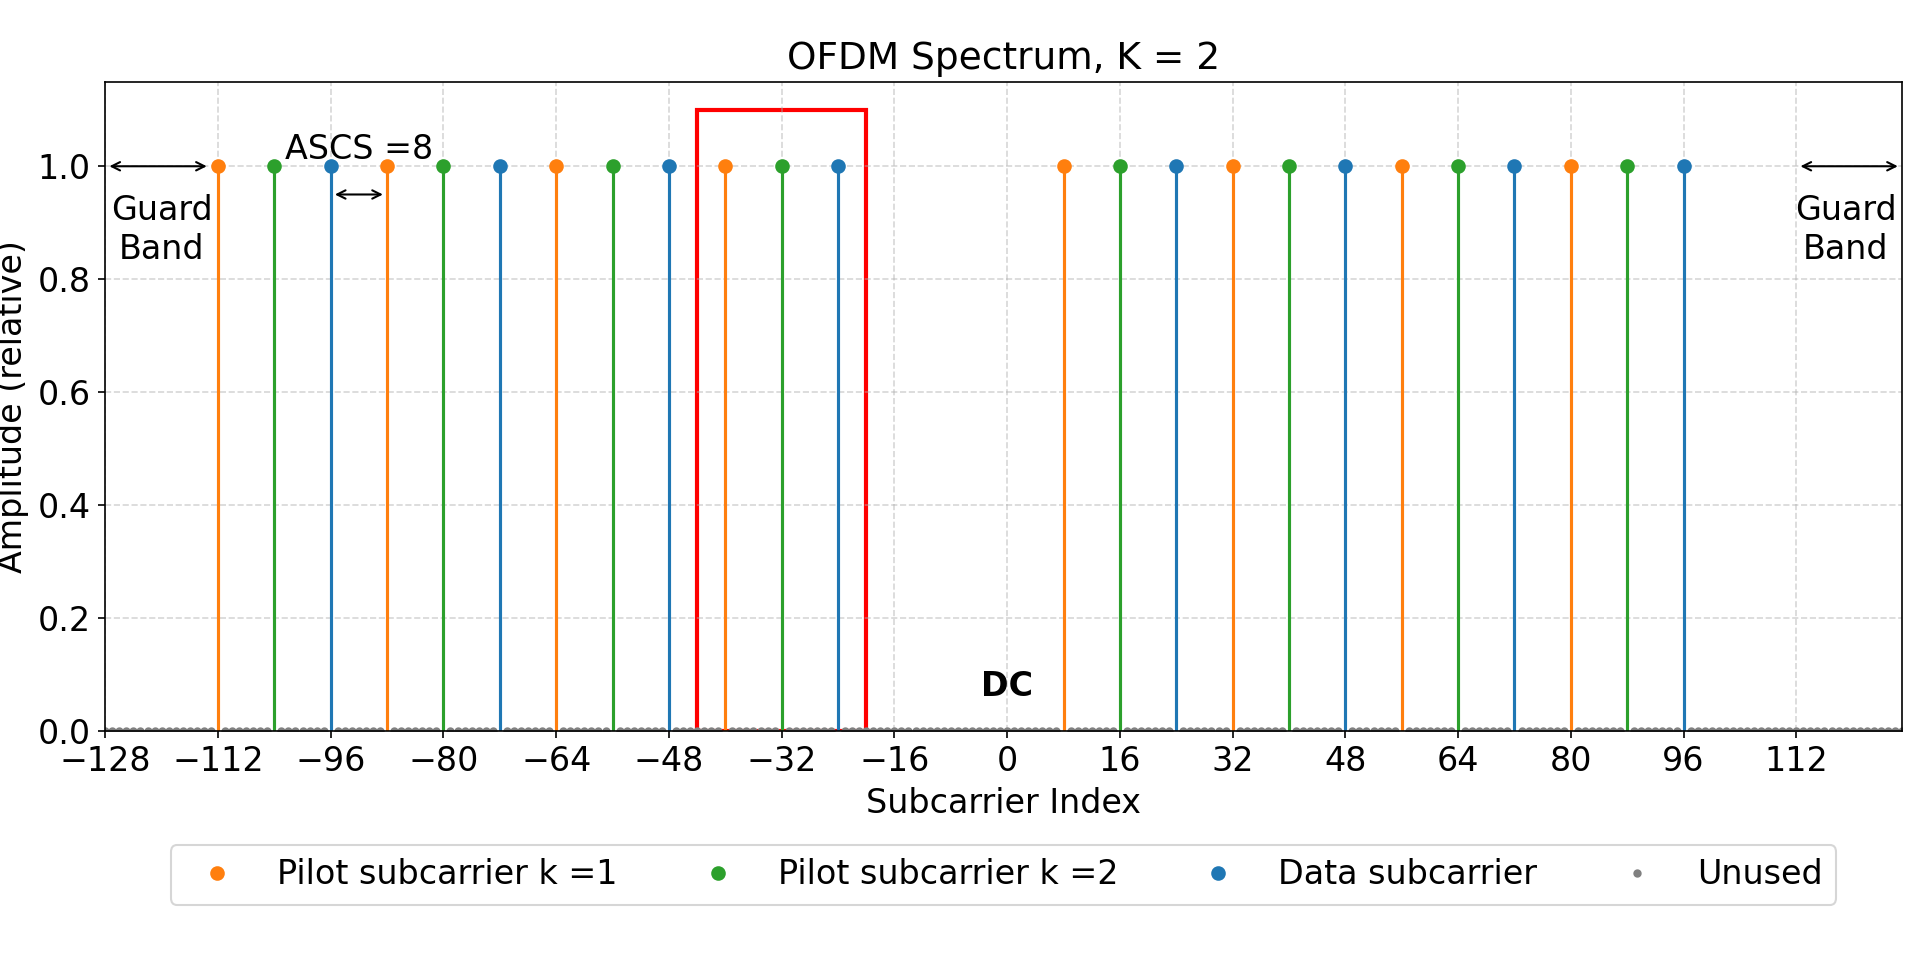 OFDM Spectrum, K = 2
ASCS =8
Guard
Band
Guard
Band
DC
Amplitude (relative)
1.0
0.8
0.6
0.4
0.2
0.0
−128 −112 −96 −80 −64 −48 −32 −16 0 16 32 48 64 80 96 112
Subcarrier Index
Pilot subcarrier k =1 Pilot subcarrier k =2 Data subcarrier Unused